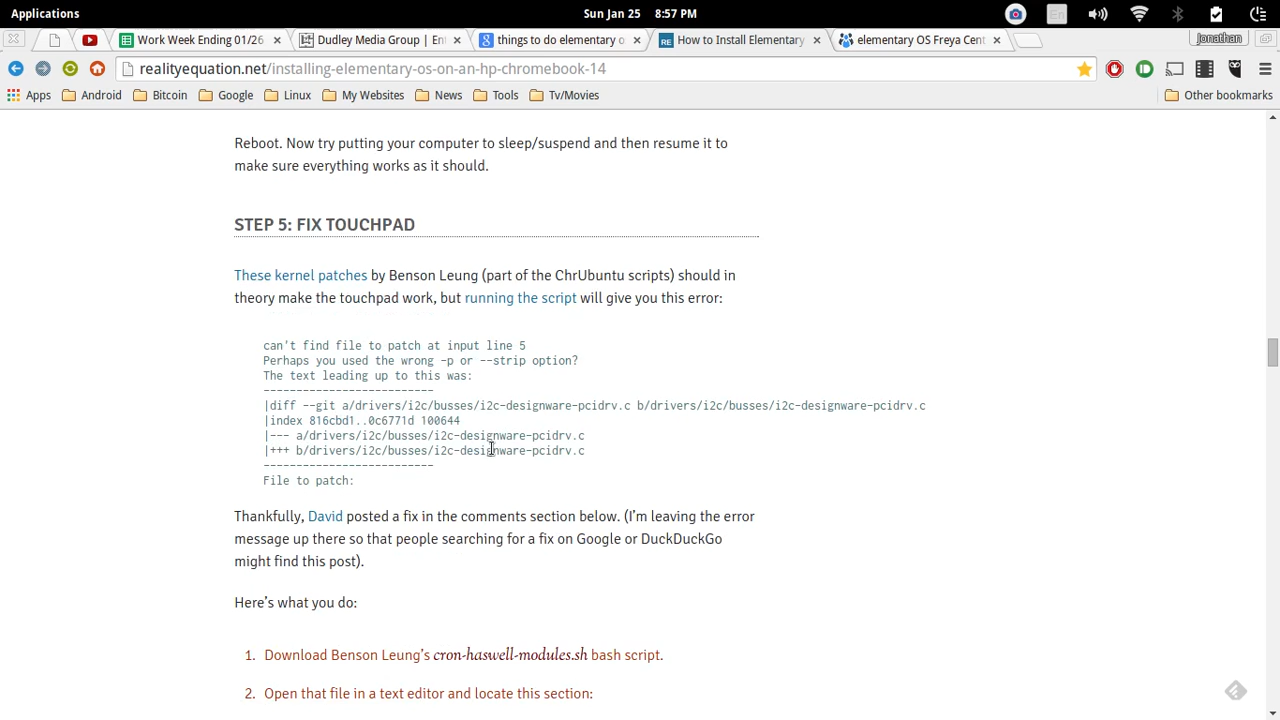 Applications
Sun Jan 25 8:57 PM
En
Work Week Ending 01/26
Dudley Media Group | En
things to do elementary o
How to Install Elementary
elementary OS Freya Cent
Jonathan
realityequation.net/installing-elementary-os-on-an-hp-chromebook-14
Apps Android Bitcoin Google Linux My Websites News Tools Tv/Movies Other bookmarks
Reboot. Now try putting your computer to sleep/suspend and then resume it to
make sure everything works as it should.
STEP 5: FIX TOUCHPAD
These kernel patches by Benson Leung (part of the ChrUbuntu scripts) should in
theory make the touchpad work, but running the script will give you this error:
can't find file to patch at input line 5
Perhaps you used the wrong -p or --strip option?
The text leading up to this was:
--------------------------
|diff --git a/drivers/i2c/busses/i2c-designware-pcidrv.c b/drivers/i2c/busses/i2c-designware-pcidrv.c
|index 816cbd1..0c6771d 100644
|--- a/drivers/i2c/busses/i2c-designware-pcidrv.c
|+++ b/drivers/i2c/busses/i2c-designware-pcidrv.c
--------------------------
File to patch:
Thankfully, David posted a fix in the comments section below. (I'm leaving the error
message up there so that people searching for a fix on Google or DuckDuckGo
might find this post).
Here's what you do:
1. Download Benson Leung's cron-haswell-modules.sh bash script.
2. Open that file in a text editor and locate this section: